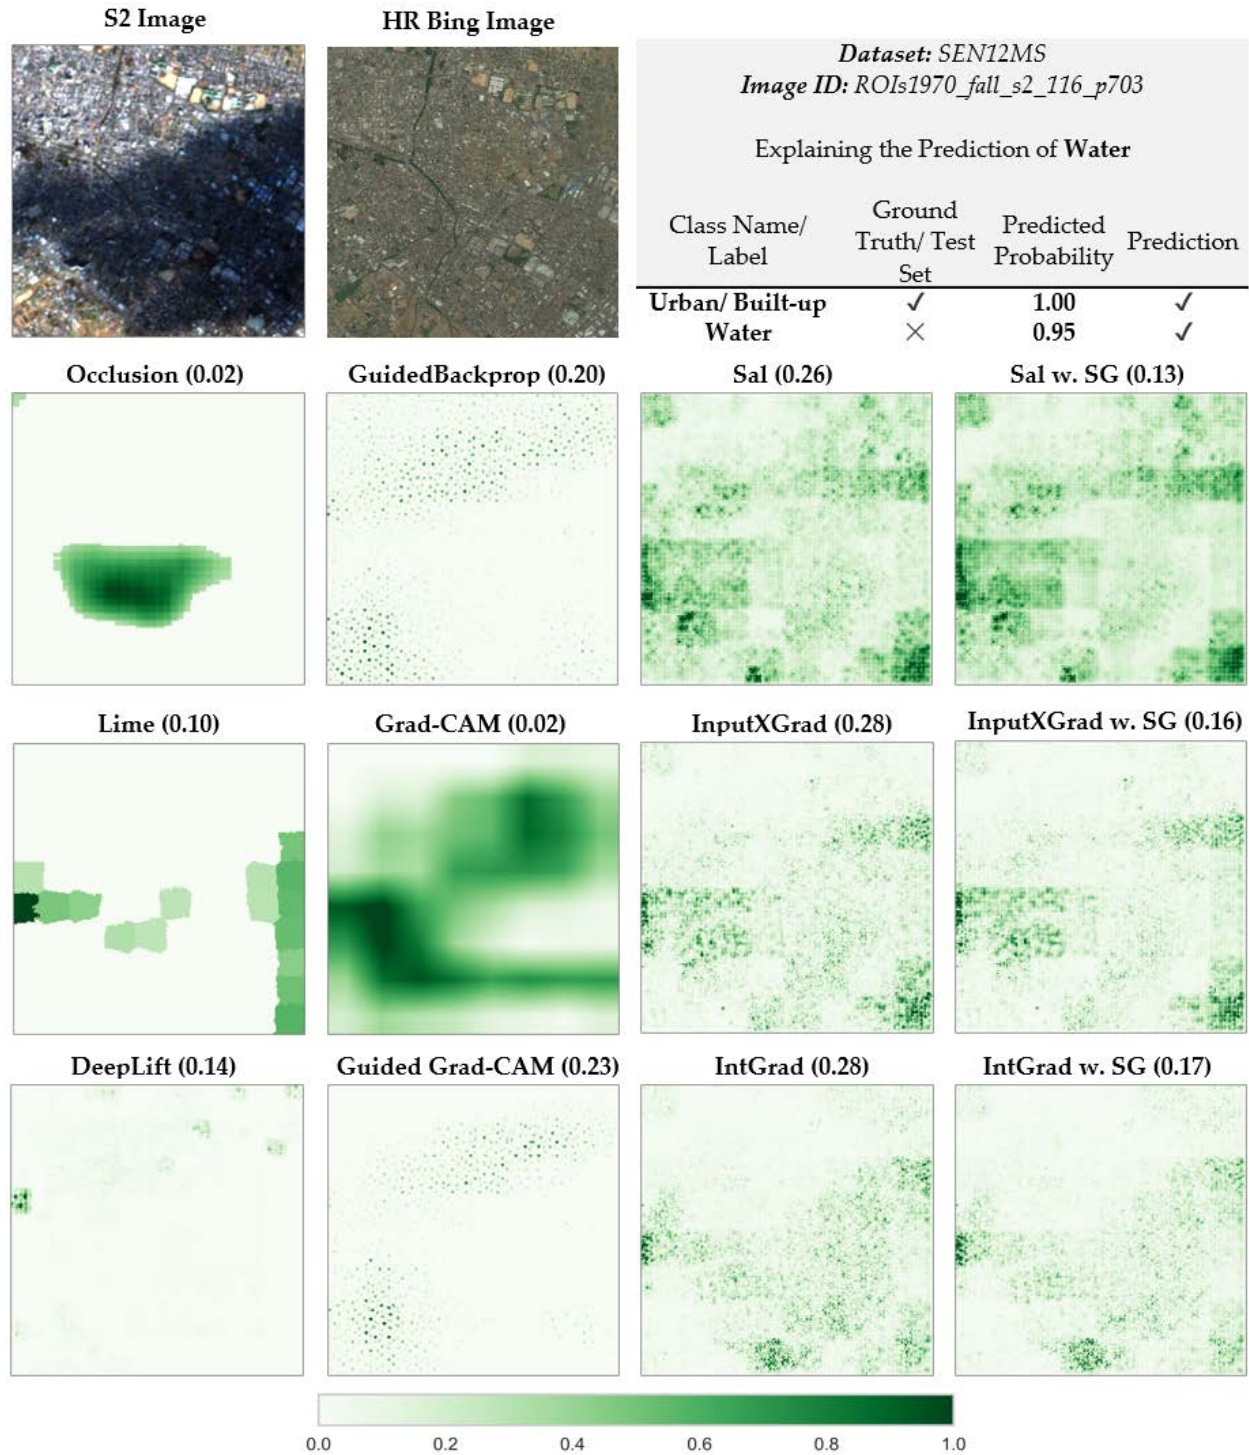 S2 Image
HR Bing Image
Dataset: SEN12MS
Image ID: ROIs1970_fall_s2_116_p703
Explaining the Prediction of Water
Class Name/
Label
Ground
Truth/ Test
Set
Predicted
Probability
Prediction
Urban/ Built-up ✓ 1.00 ✓
Water × 0.95 ✓
Occlusion (0.02)
GuidedBackprop (0.20)
Sal (0.26)
Sal w. SG (0.13)
Lime (0.10)
Grad-CAM (0.02)
InputXGrad (0.28)
InputXGrad w. SG (0.16)
DeepLift (0.14)
Guided Grad-CAM (0.23)
IntGrad (0.28)
IntGrad w. SG (0.17)
0.0 0.2 0.4 0.6 0.8 1.0